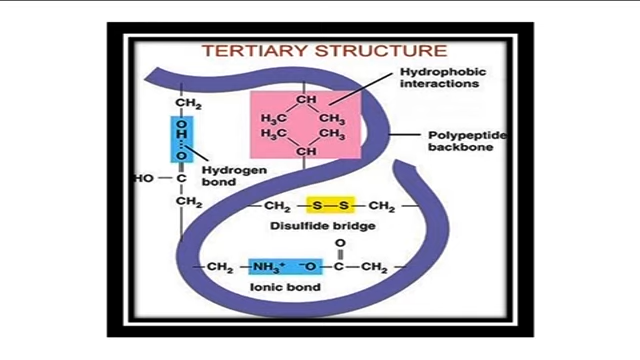 TERTIARY STRUCTURE
Hydrophobic
interactions
CH
H₃C CH₃
H₃C CH₃
CH
CH₂
O
H
O
Hydrogen
bond
HO — C
CH₂
Polypeptide
backbone
CH₂ — S — S — CH₂
Disulfide bridge
O
CH₂ — NH₃⁺ ⁻O — C — CH₂
Ionic bond